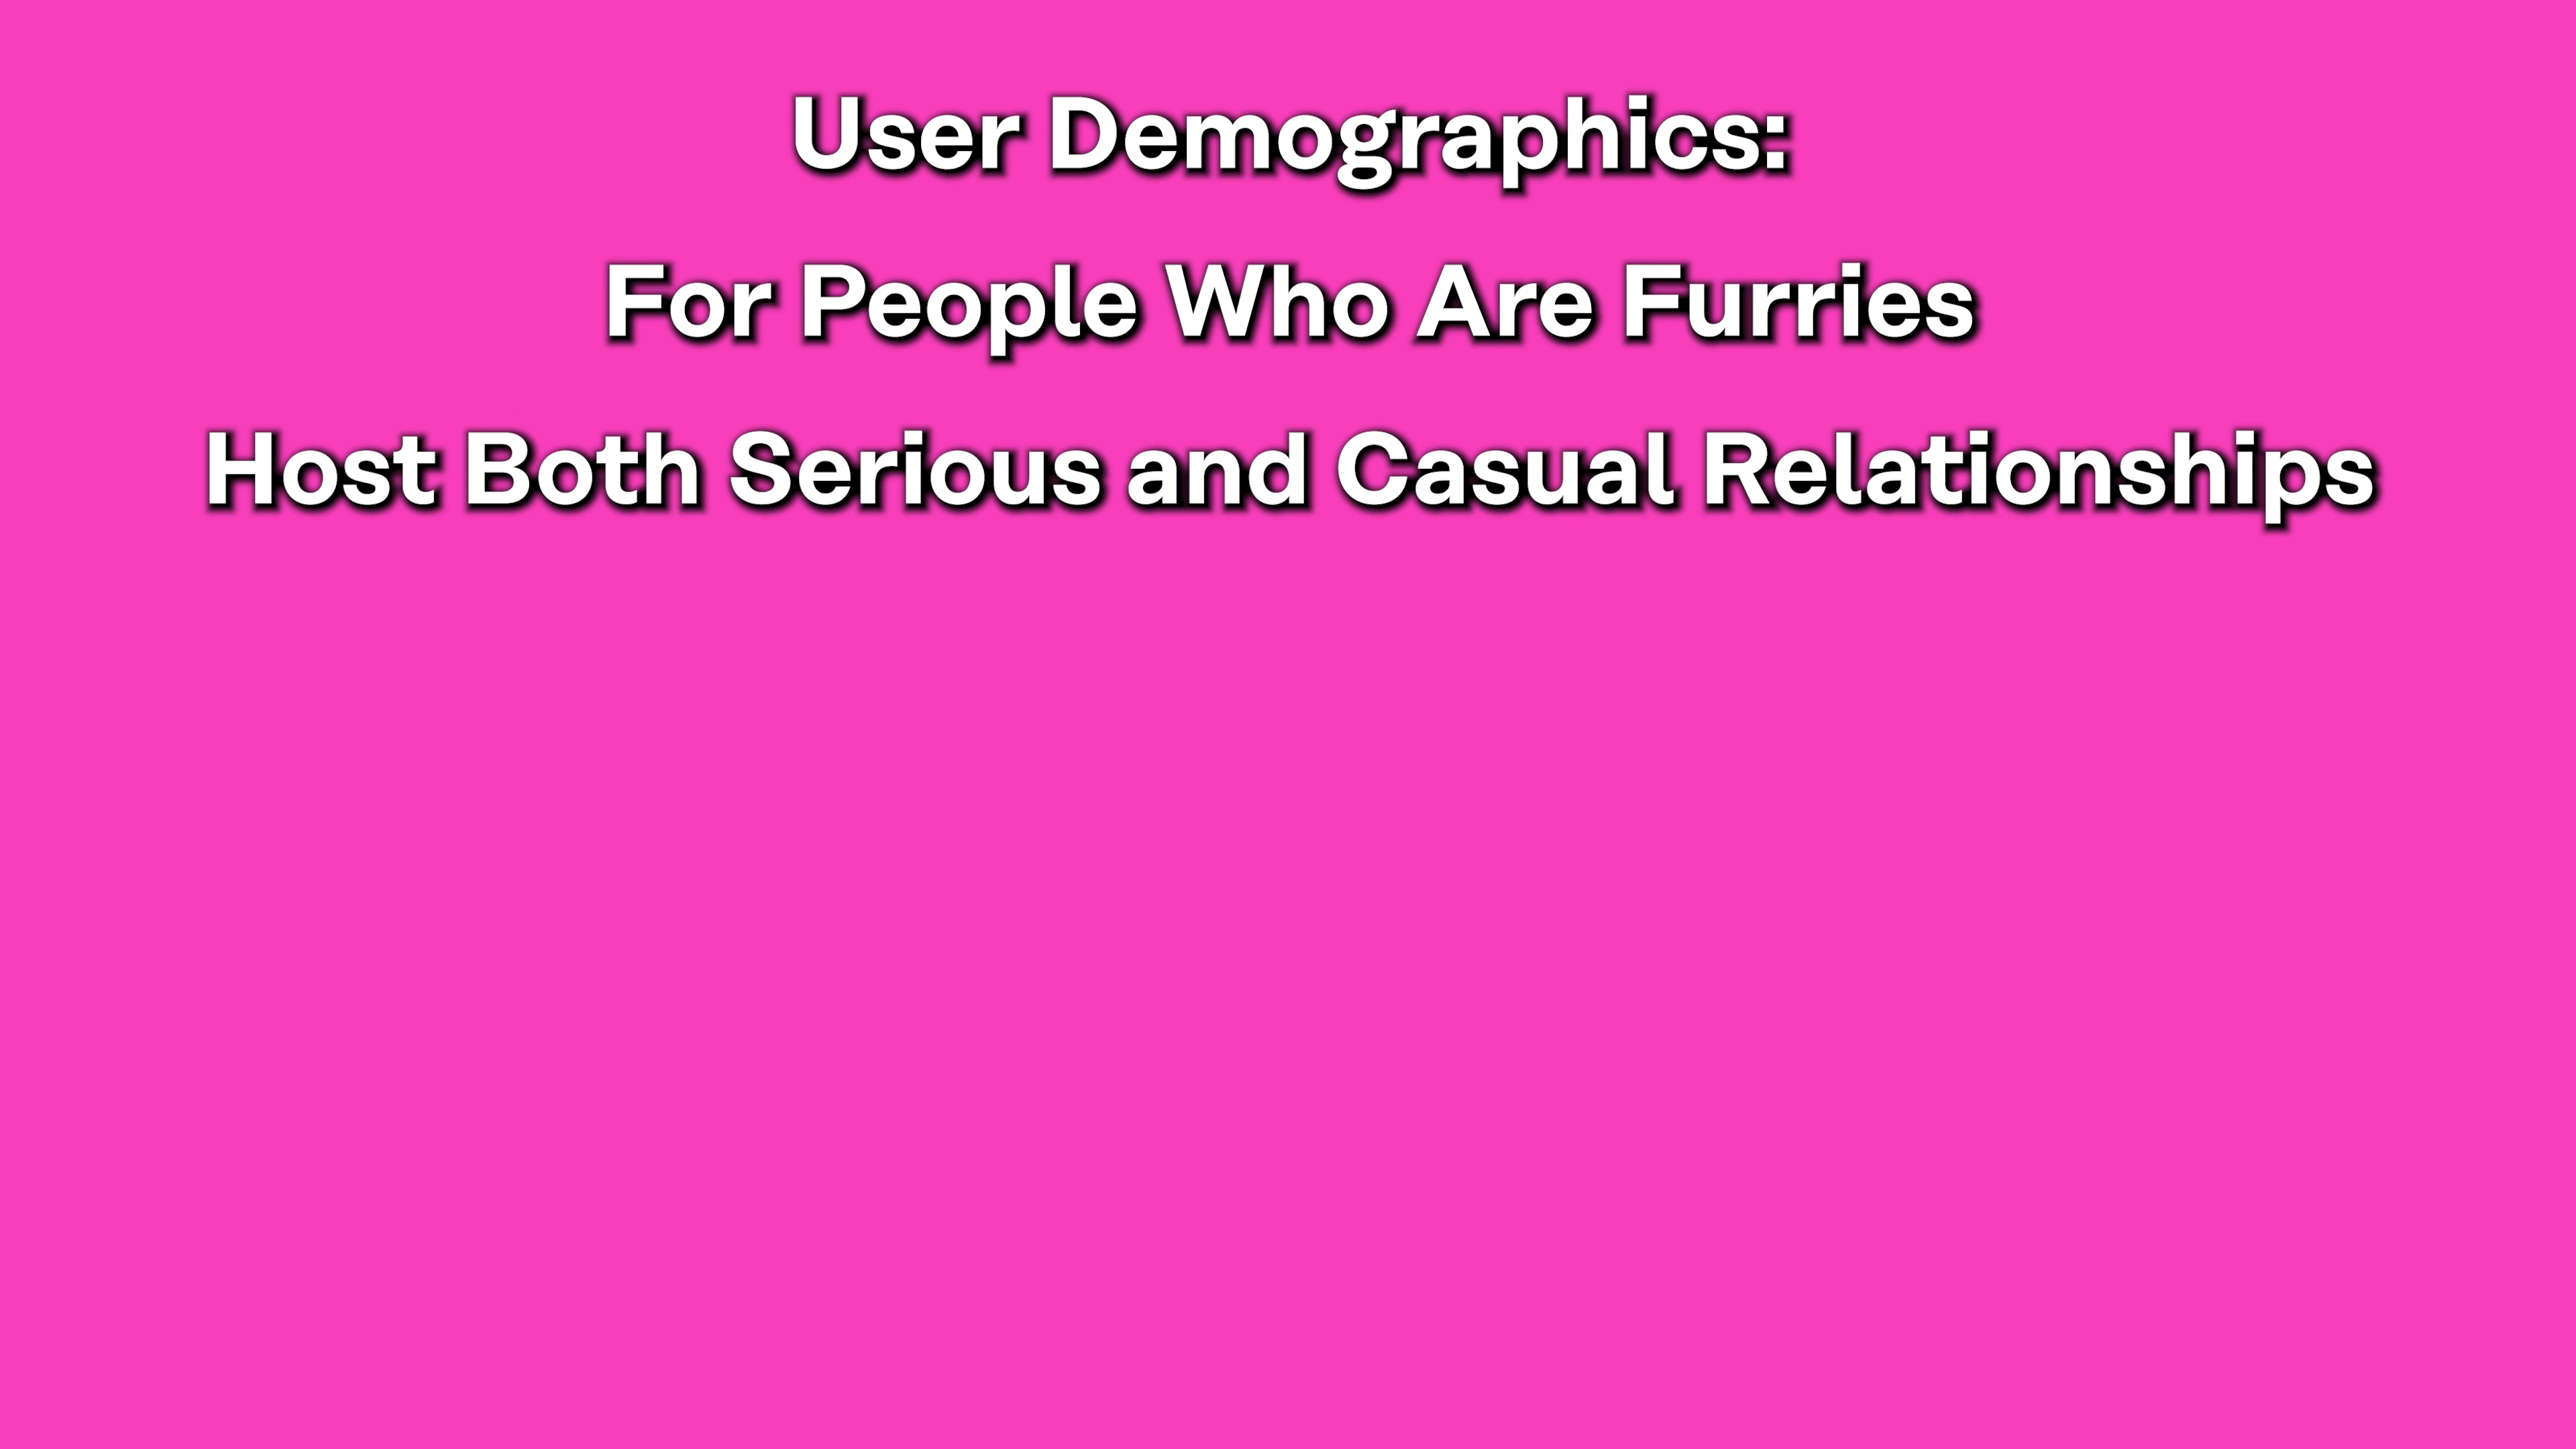 User Demographics:
For People Who Are Furries
Host Both Serious and Casual Relationships